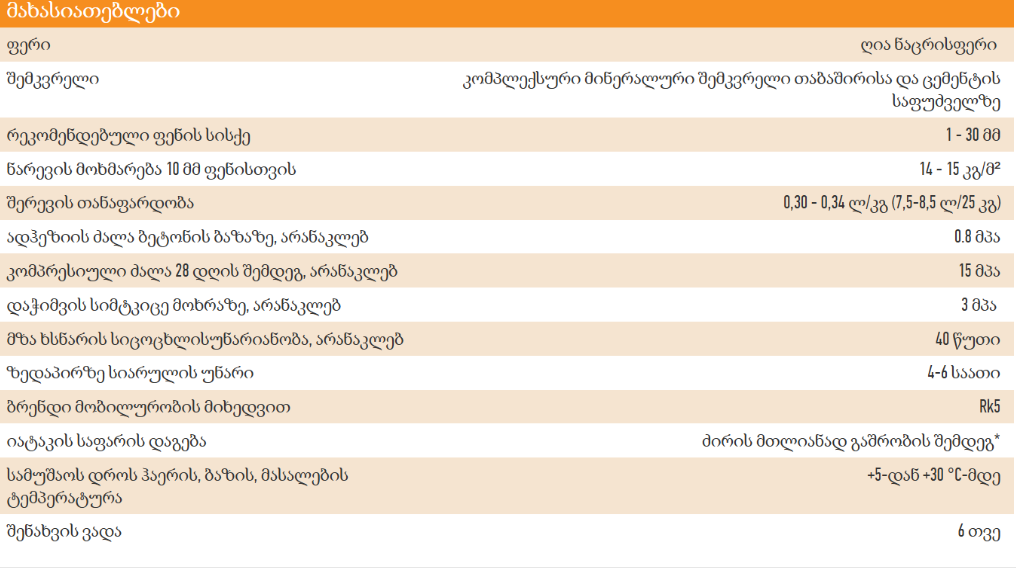 მახასიათებლები
ფერი ღია ნაცრისფერი
შემკვრელი კომპლექსური მინერალური შემკვრელი თაბაშირისა და ცემენტის
საფუძველზე
რეკომენდებული ფენის სისქე 1 - 30 მმ
ნარევის მოხმარება 10 მმ ფენისთვის 14 - 15 კგ/მ²
შერევის თანაფარდობა 0,30 - 0,34 ლ/კგ (7,5-8,5 ლ/25 კგ)
ადჰეზიის ძალა ბეტონის ბაზაზე, არანაკლებ 0.8 მპა
კომპრესიული ძალა 28 დღის შემდეგ, არანაკლებ 15 მპა
დაჭიმვის სიმტკიცე მოხრაზე, არანაკლებ 3 მპა
მზა ხსნარის სიცოცხლისუნარიანობა, არანაკლებ 40 წუთი
ზედაპირზე სიარულის უნარი 4-6 საათი
ბრენდი მობილურობის მიხედვით Rk5
იატაკის საფარის დაგება ძირის მთლიანად გაშრობის შემდეგ*
სამუშაოს დროს ჰაერის, ბაზის, მასალების +5-დან +30 °C-მდე
ტემპერატურა
შენახვის ვადა 6 თვე